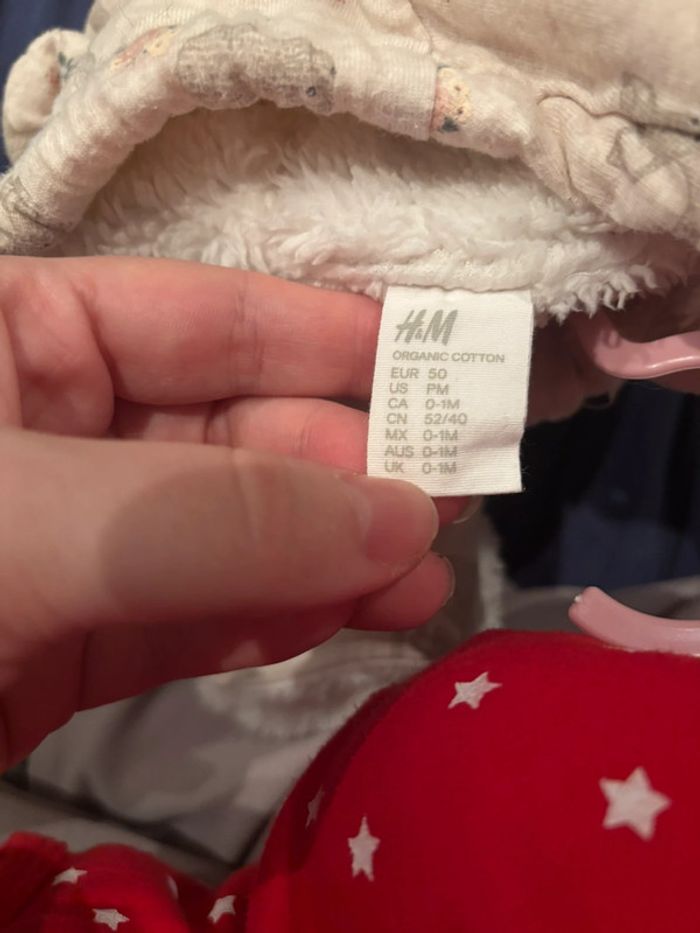 H&M
ORGANIC COTTON
EUR 50
US PM
CA 0-1M
CN 52/40
MX 0-1M
AUS 0-1M
UK 0-1M